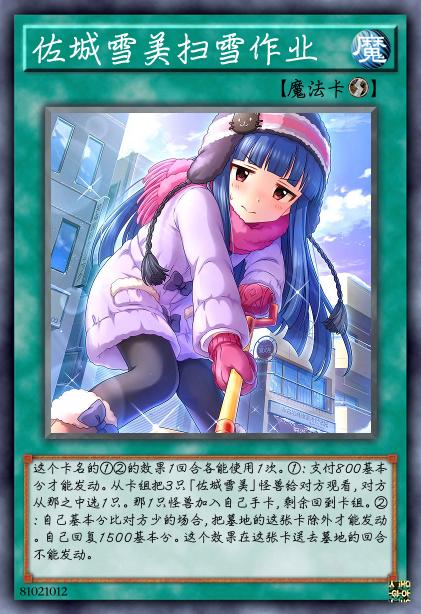 佐城雪美扫雪作业
魔
【魔法卡】
这个卡名的①②的效果1回合各能使用1次。①:支付800基本
分才能发动。从卡组把3只「佐城雪美」怪兽给对方观看,对方
从那之中选1只。那1只怪兽加入自己手卡,剩余回到卡组。②
:自己基本分比对方少的场合,把墓地的这张卡除外才能发动
。自己回复1500基本分。这个效果在这张卡送去墓地的回合
不能发动。
81021012